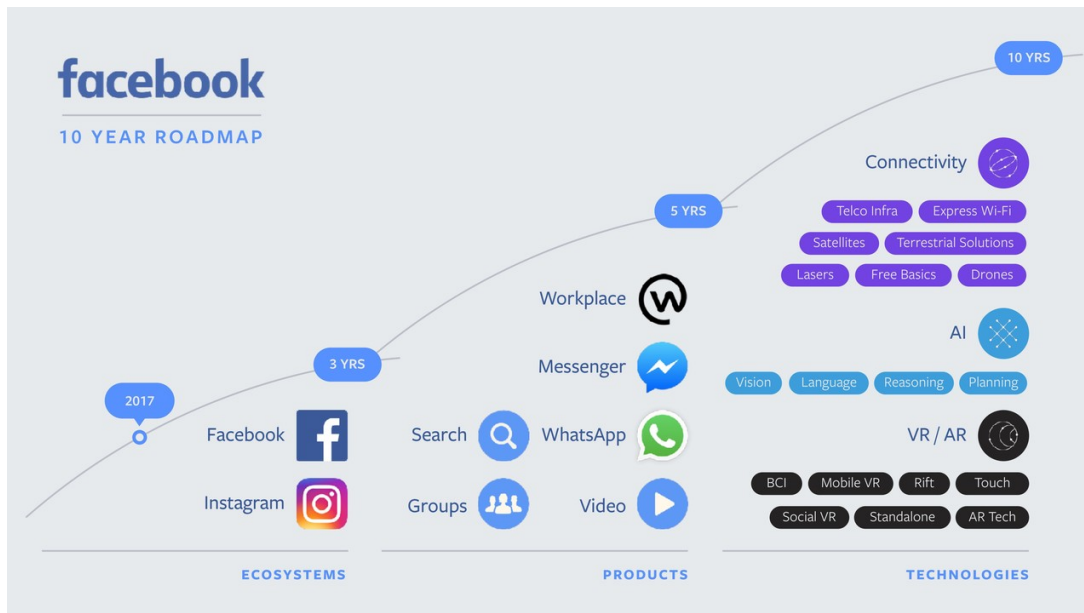 facebook
10 YEAR ROADMAP
10 YRS
5 YRS
3 YRS
2017
Facebook
Instagram
ECOSYSTEMS
Workplace
Messenger
Search
WhatsApp
Groups
Video
PRODUCTS
Connectivity
Telco Infra Express Wi-Fi
Satellites Terrestrial Solutions
Lasers Free Basics Drones
AI
Vision Language Reasoning Planning
VR / AR
BCI Mobile VR Rift Touch
Social VR Standalone AR Tech
TECHNOLOGIES